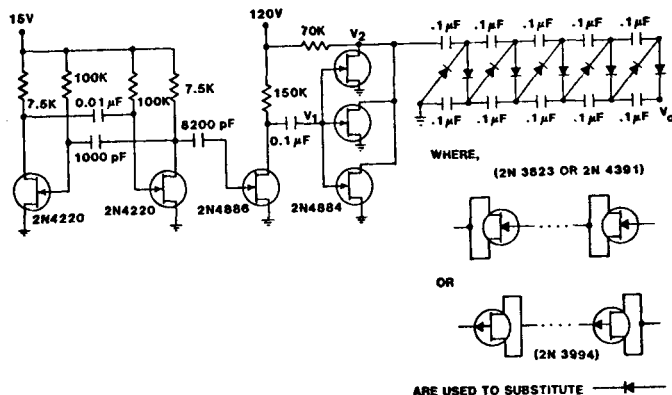 15V
120V
70K
V2
.1µF .1µF .1µF .1µF .1µF
100K
7.5K
7.5K
0.01µF
100K
150K
8200 pF
V1
1000 pF
0.1µF
.1µF .1µF .1µF .1µF .1µF
Vo
WHERE,
(2N 3823 OR 2N 4391)
2N4220
2N4220
2N4886
2N4884
OR
(2N 3994)
ARE USED TO SUBSTITUTE